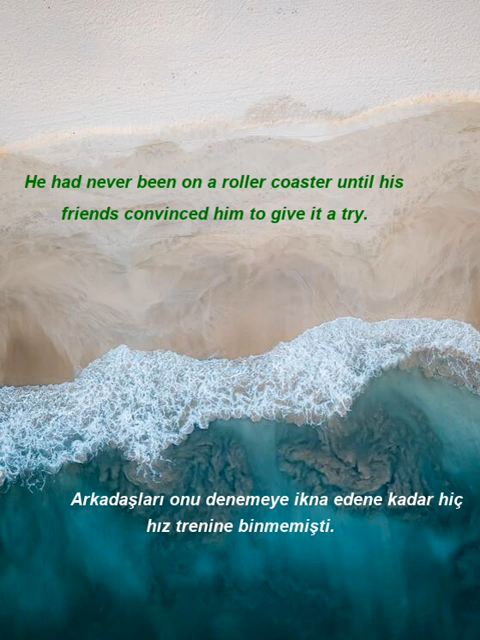 He had never been on a roller coaster until his
friends convinced him to give it a try.
Arkadaşları onu denemeye ikna edene kadar hiç
hız trenine binmemişti.